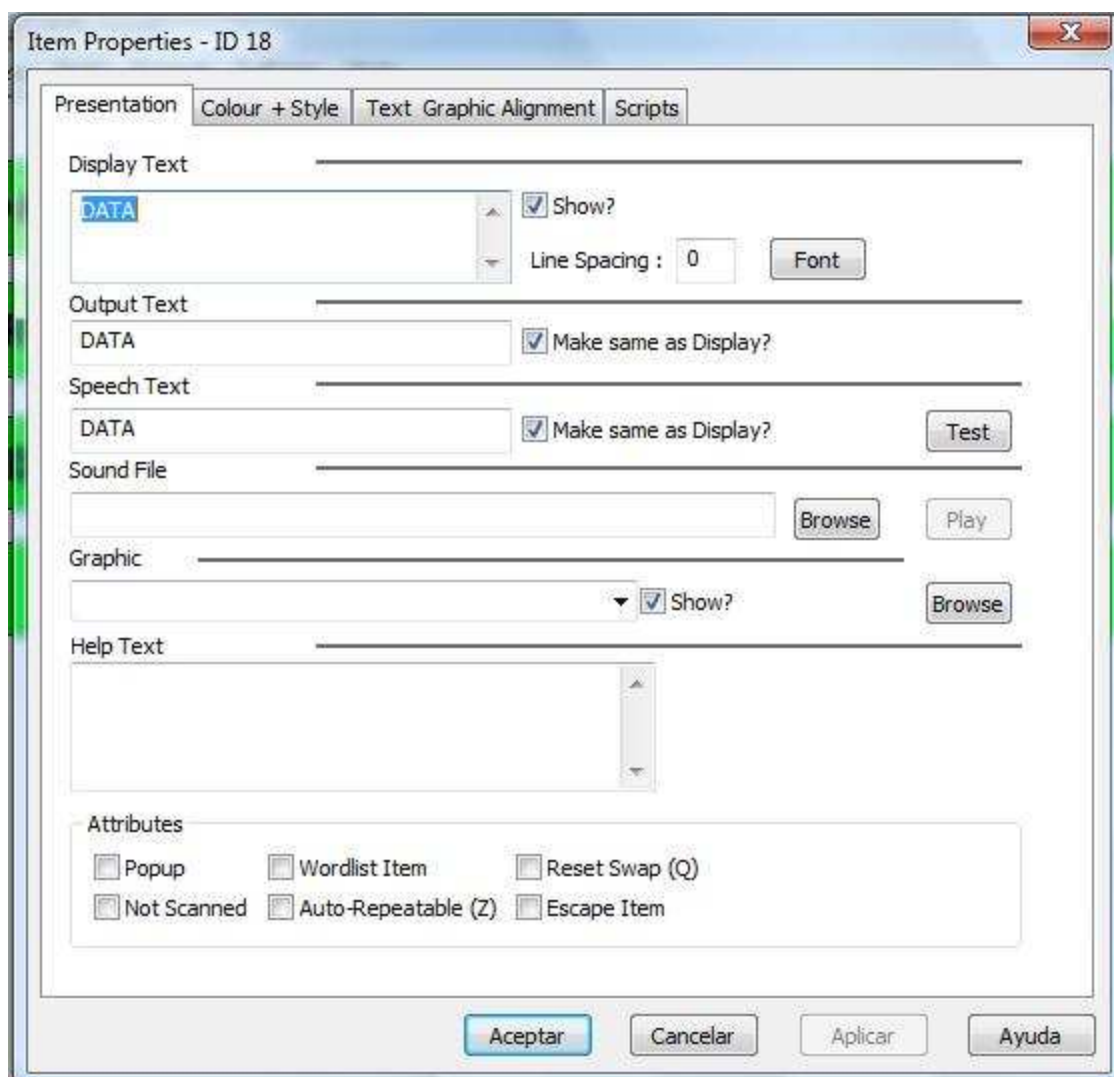 Item Properties - ID 18
Presentation Colour + Style Text Graphic Alignment Scripts
Display Text
DATA Show?
Line Spacing : 0 Font
Output Text
DATA Make same as Display?
Speech Text
DATA Make same as Display? Test
Sound File
Browse Play
Graphic
Show? Browse
Help Text
Attributes
Popup Wordlist Item Reset Swap (Q)
Not Scanned Auto-Repeatable (Z) Escape Item
Aceptar Cancelar Aplicar Ayuda